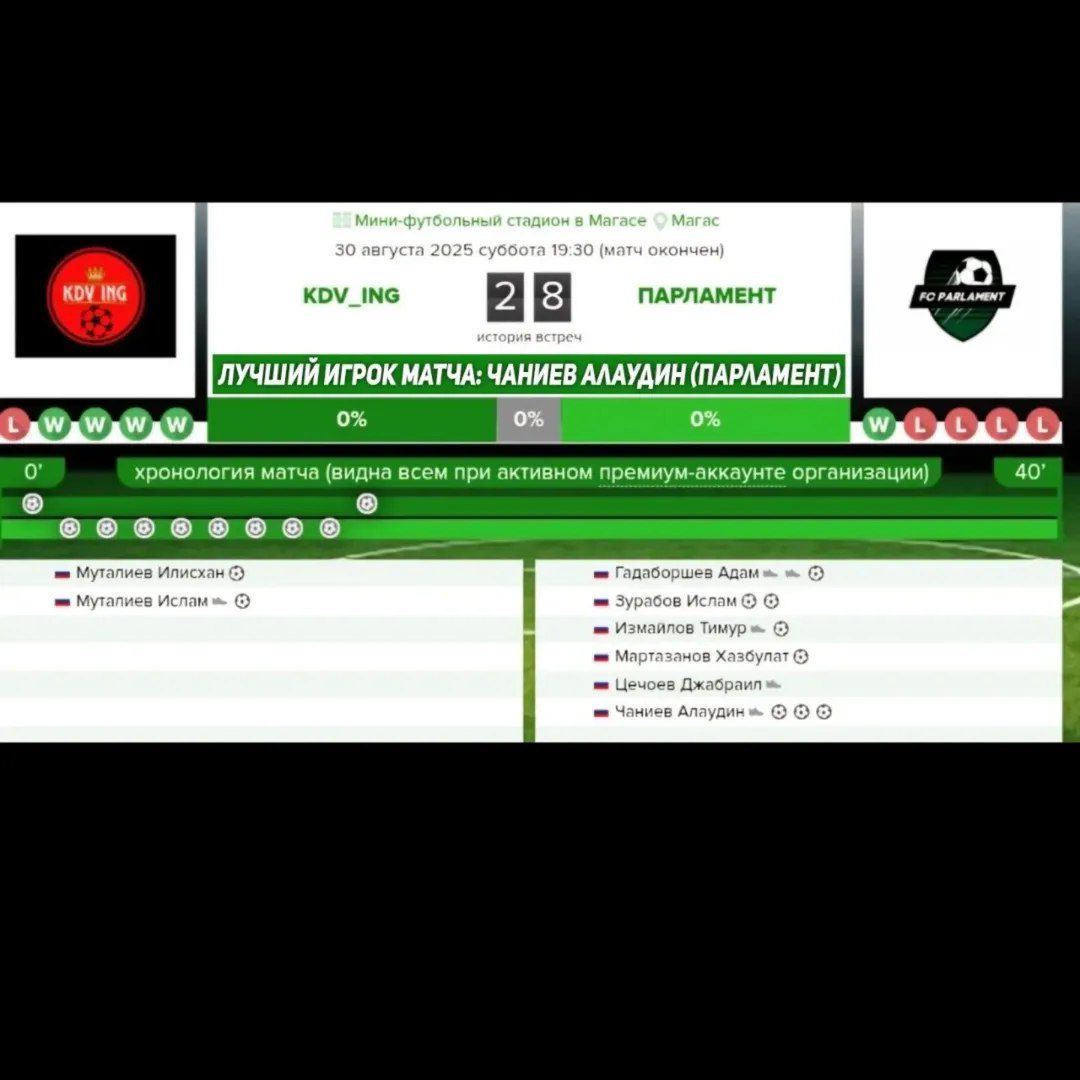 Мини-футбольный стадион в Магасе Магас
30 августа 2025 суббота 19:30 (матч окончен)
KDV ING
KDV_ING
2 8
ПАРЛАМЕНТ
FC PARLAMENT
история встреч
ЛУЧШИЙ ИГРОК МАТЧА: ЧАНИЕВ АЛАУДИН (ПАРЛАМЕНТ)
L W W W W
0% 0% 0%
W L L L L
0’ хронология матча (видна всем при активном премиум-аккаунте организации) 40’
Муталиев Илисхан
Муталиев Ислам
Гадаборшев Адам
Зурабов Ислам
Измайлов Тимур
Мартазанов Хазбулат
Цечоев Джабраил
Чаниев Алаудин